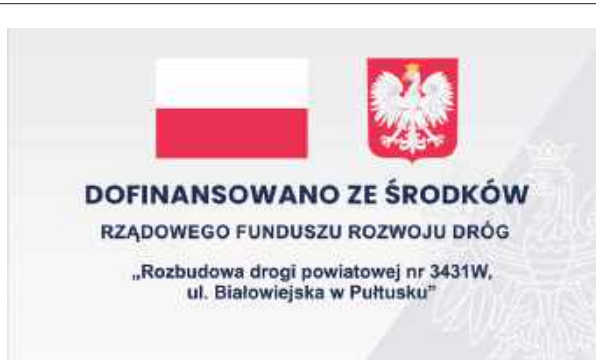 DOFINANSOWANO ZE ŚRODKÓW
RZĄDOWEGO FUNDUSZU ROZWOJU DRÓG
„Rozbudowa drogi powiatowej nr 3431W,
ul. Białowiejska w Pułtusku”